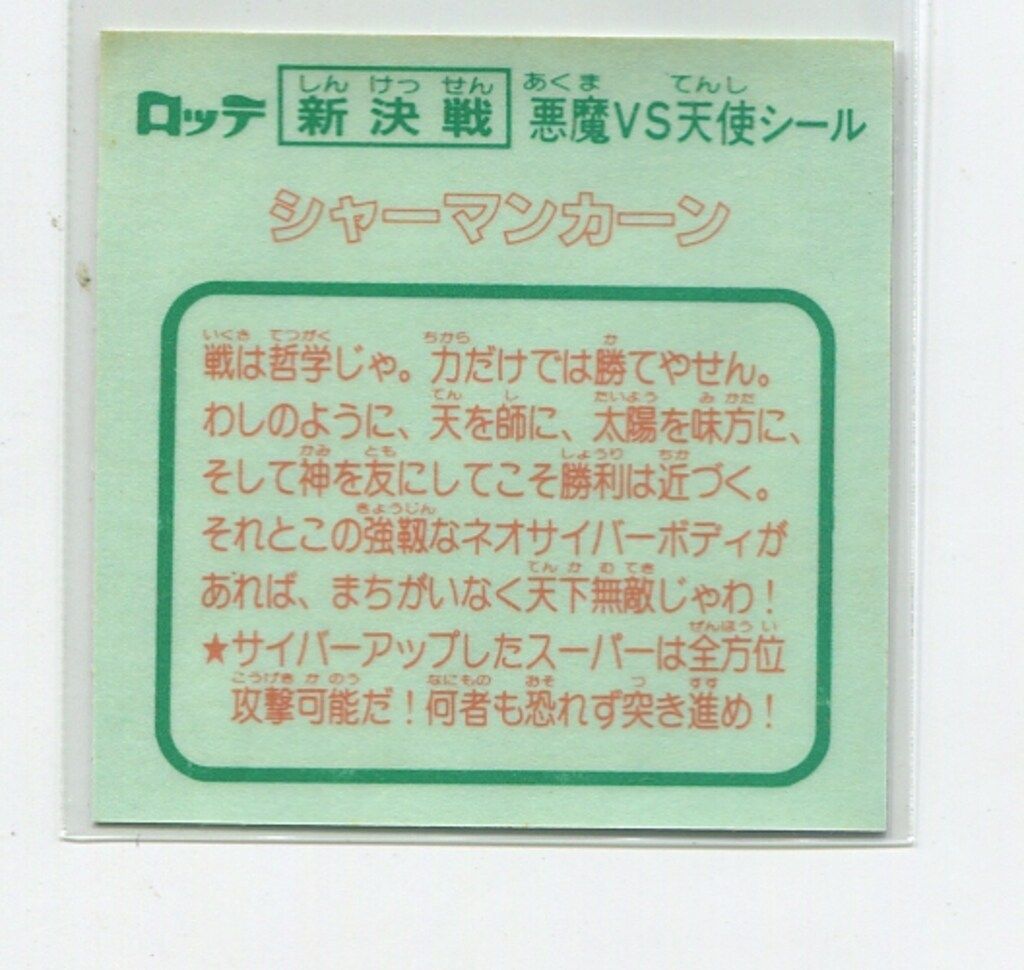 ロッテ 新決戦 悪魔VS天使シール
シャーマンカーン
戦は哲学じゃ。力だけでは勝てやせん。
わしのように、天を師に、太陽を味方に、
そして神を友にしてこそ勝利は近づく。
それとこの強靱なネオサイバーボディが
あれば、まちがいなく天下無敵じゃわ！
★サイバーアップしたスーパーは全方位
攻撃可能だ！何者も恐れず突き進め！